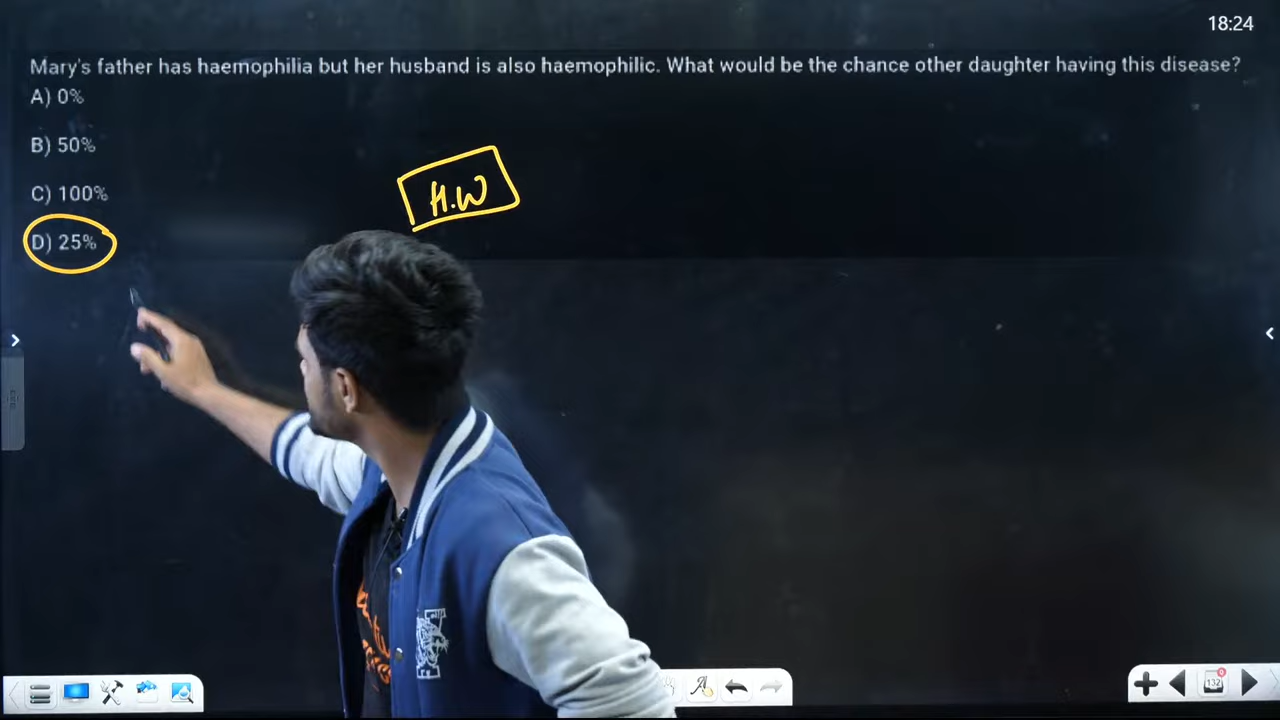 18:24
Mary's father has haemophilia but her husband is also haemophilic. What would be the chance other daughter having this disease?
A) 0%
B) 50%
H.W
C) 100%
D) 25%
132